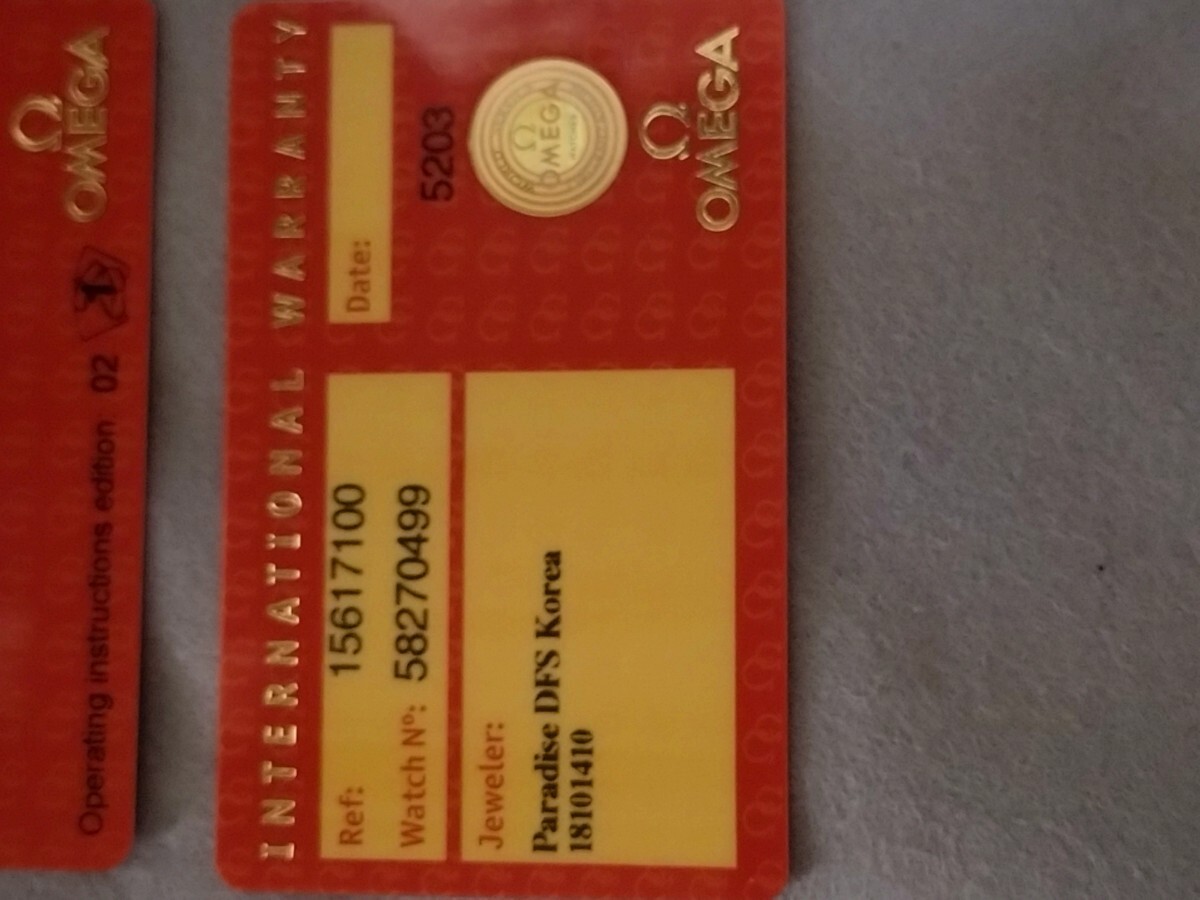 Ω
OMEGA
Operating instructions edition 02
INTERNATIONAL WARRANTY
Ref: 15617100
Watch Nº: 58270499
Date:
5203
Jeweler:
Paradise DFS Korea
18101410
Ω
OMEGA
Ω
OMEGA